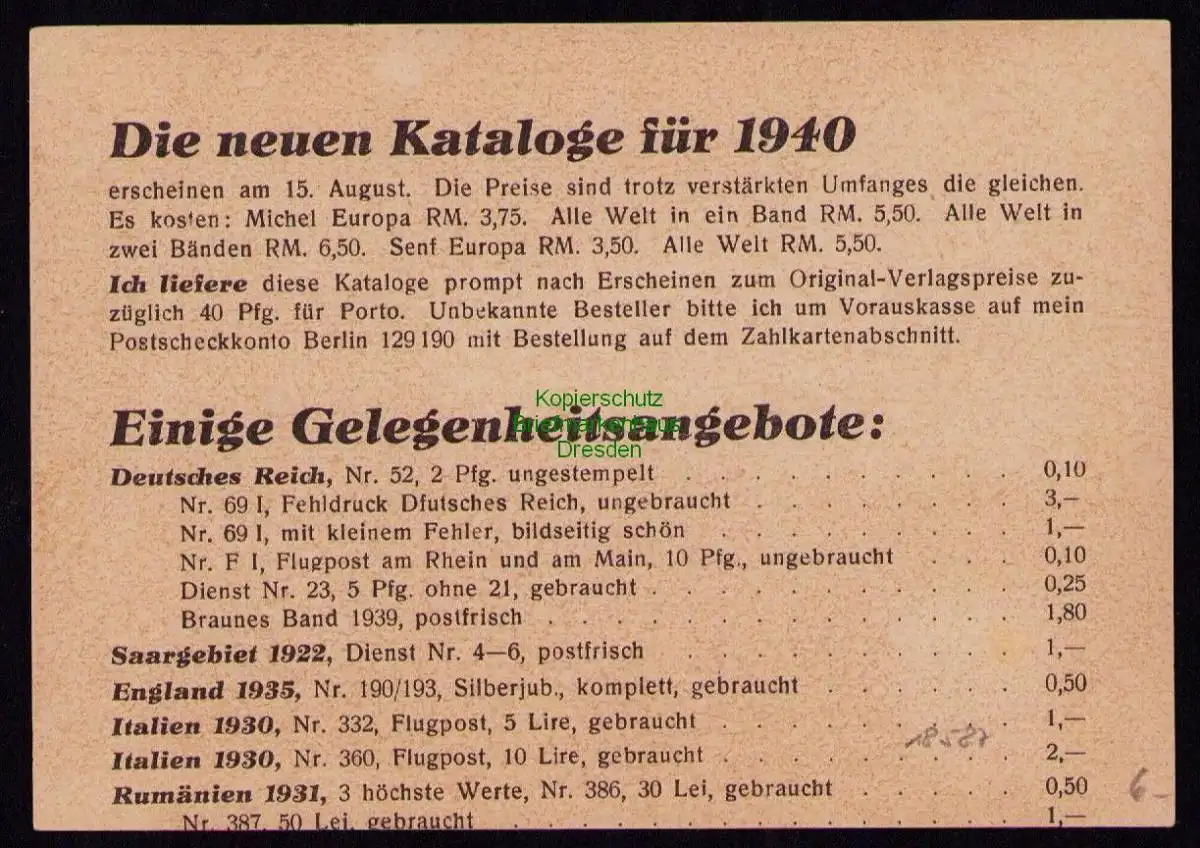 Die neuen Kataloge für 1940
erscheinen am 15. August. Die Preise sind trotz verstärkten Umfanges die gleichen.
Es kosten: Michel Europa RM. 3,75. Alle Welt in ein Band RM. 5,50. Alle Welt in
zwei Bänden RM. 6,50. Senf Europa RM. 3,50. Alle Welt RM. 5,50.
Ich liefere diese Kataloge prompt nach Erscheinen zum Original-Verlagspreise zu-
züglich 40 Pfg. für Porto. Unbekannte Besteller bitte ich um Vorauskasse auf mein
Postscheckkonto Berlin 129190 mit Bestellung auf dem Zahlkartenabschnitt.
Kopierschutz
Briefmarkenhaus
Dresden
Einige Gelegenheitsangebote:
Deutsches Reich, Nr. 52, 2 Pfg. ungestempelt . . . . . . . . . 0,10
Nr. 69 I, Fehldruck Dfutsches Reich, ungebraucht . . . . . . . 3,—
Nr. 69 I, mit kleinem Fehler, bildseitig schön . . . . . . . . 1,—
Nr. F I, Flugpost am Rhein und am Main, 10 Pfg., ungebraucht . . . 0,10
Dienst Nr. 23, 5 Pfg. ohne 21, gebraucht . . . . . . . . . . 0,25
Braunes Band 1939, postfrisch . . . . . . . . . . . . 1,80
Saargebiet 1922, Dienst Nr. 4—6, postfrisch . . . . . . . . . 1,—
England 1935, Nr. 190/193, Silberjub., komplett, gebraucht . . . . . 0,50
Italien 1930, Nr. 332, Flugpost, 5 Lire, gebraucht . . . . . . . 1,—
18587
Italien 1930, Nr. 360, Flugpost, 10 Lire, gebraucht . . . . . . . 2,—
Rumänien 1931, 3 höchste Werte, Nr. 386, 30 Lei, gebraucht . . . . 0,50
6-
Nr. 387, 50 Lei, gebraucht . . . . . . . . . . . . 1,—